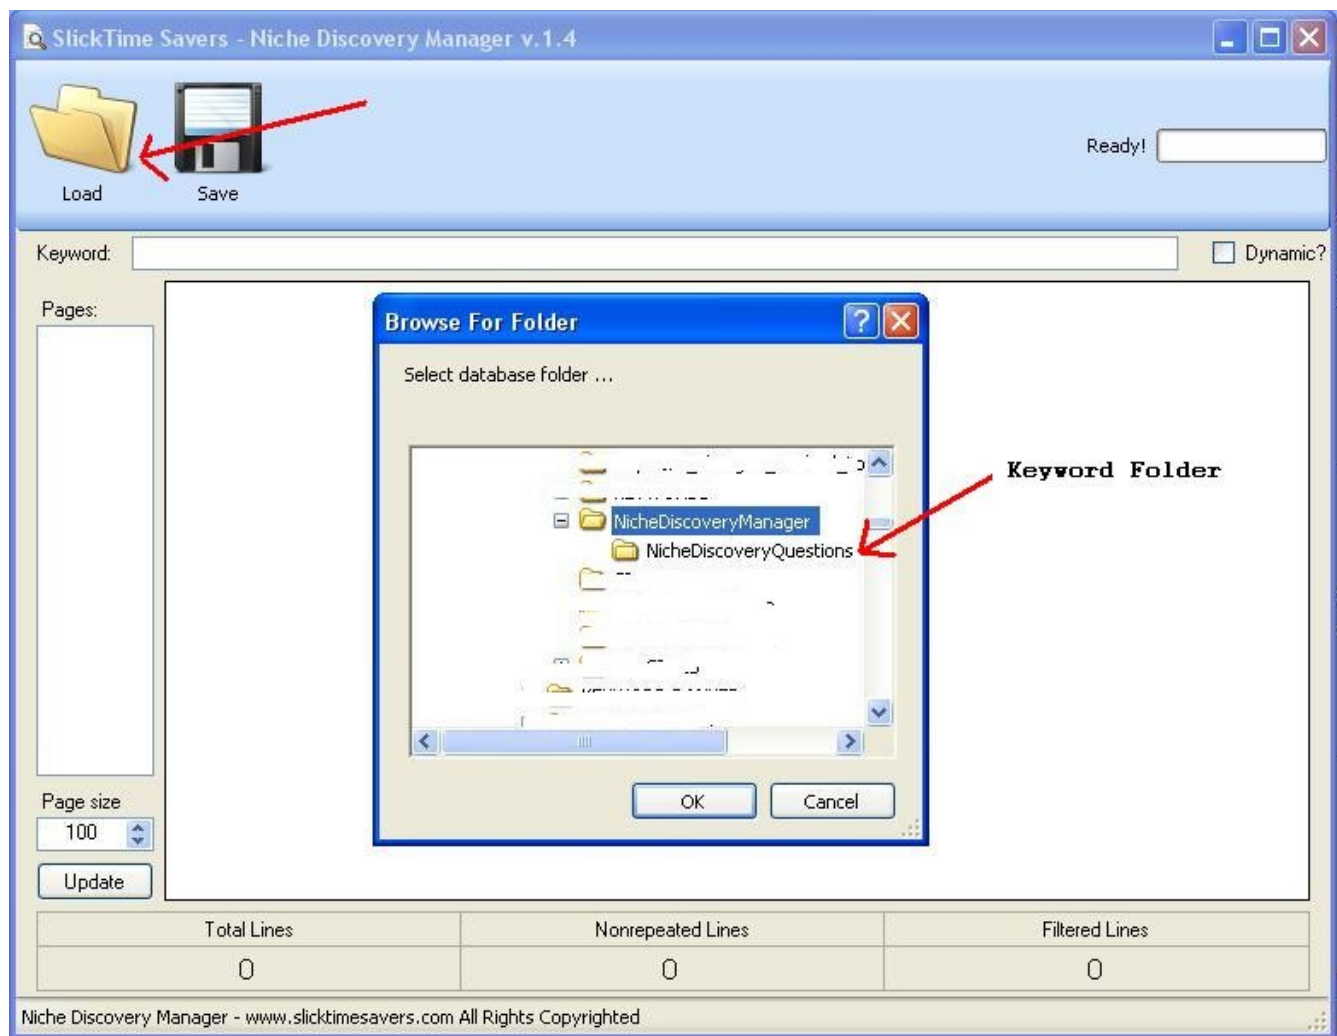 SlickTime Savers - Niche Discovery Manager v.1.4
Load
Save
Ready!
Keyword:
Dynamic?
Pages:
Browse For Folder
Select database folder ...
Keyword Folder
NicheDiscoveryManager
NicheDiscoveryQuestions
OK
Cancel
Page size
100
Update
Total Lines
Nonrepeated Lines
Filtered Lines
0
0
0
Niche Discovery Manager - www.slicktimesavers.com All Rights Copyrighted